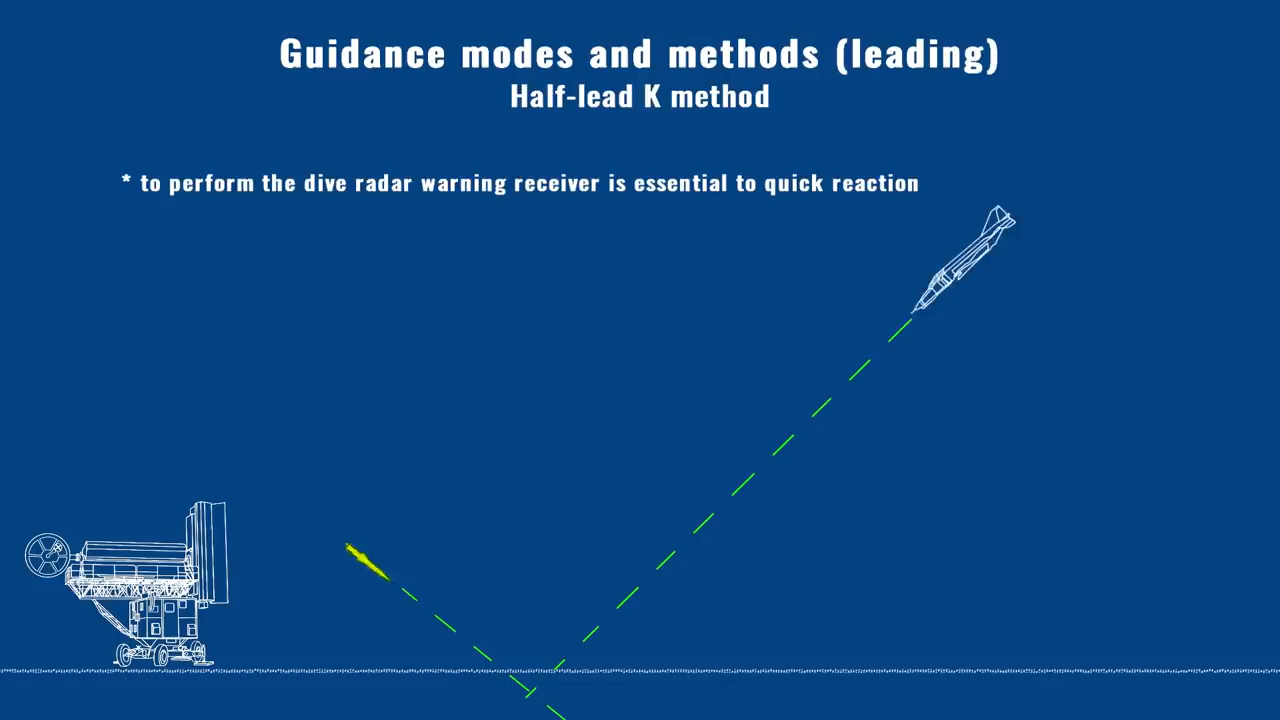 Guidance modes and methods (leading)
Half-lead K method
* to perform the dive radar warning receiver is essential to quick reaction